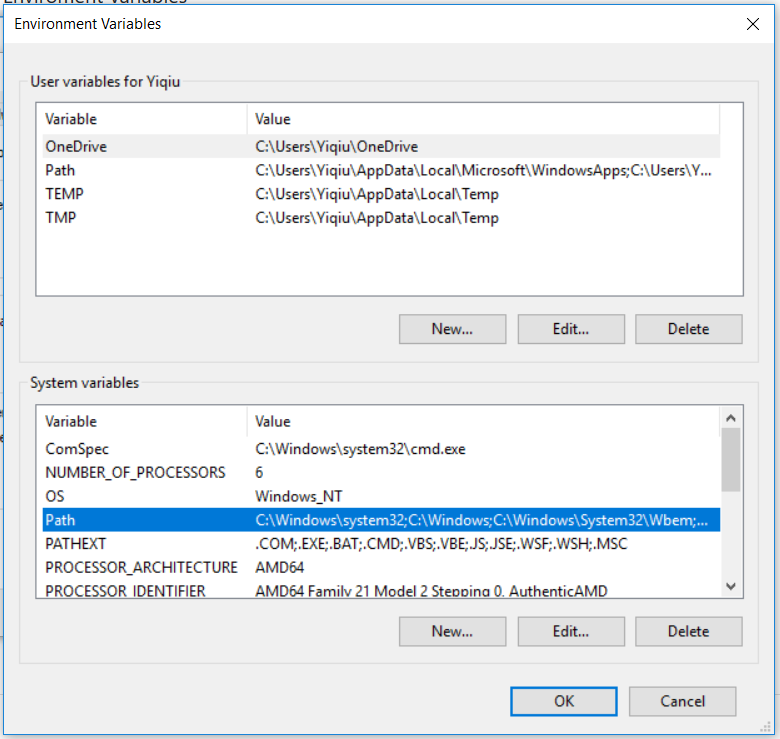 Enviroment Variables
Environment Variables
User variables for Yiqiu
Variable Value
OneDrive C:\Users\Yiqiu\OneDrive
Path C:\Users\Yiqiu\AppData\Local\Microsoft\WindowsApps;C:\Users\Y...
TEMP C:\Users\Yiqiu\AppData\Local\Temp
TMP C:\Users\Yiqiu\AppData\Local\Temp
New... Edit... Delete
System variables
Variable Value
ComSpec C:\Windows\system32\cmd.exe
NUMBER_OF_PROCESSORS 6
OS Windows_NT
Path C:\Windows\system32;C:\Windows;C:\Windows\System32\Wbem;...
PATHEXT .COM;.EXE;.BAT;.CMD;.VBS;.VBE;.JS;.JSE;.WSF;.WSH;.MSC
PROCESSOR_ARCHITECTURE AMD64
PROCESSOR_IDENTIFIER AMD64 Family 21 Model 2 Stepping 0, AuthenticAMD
New... Edit... Delete
OK Cancel